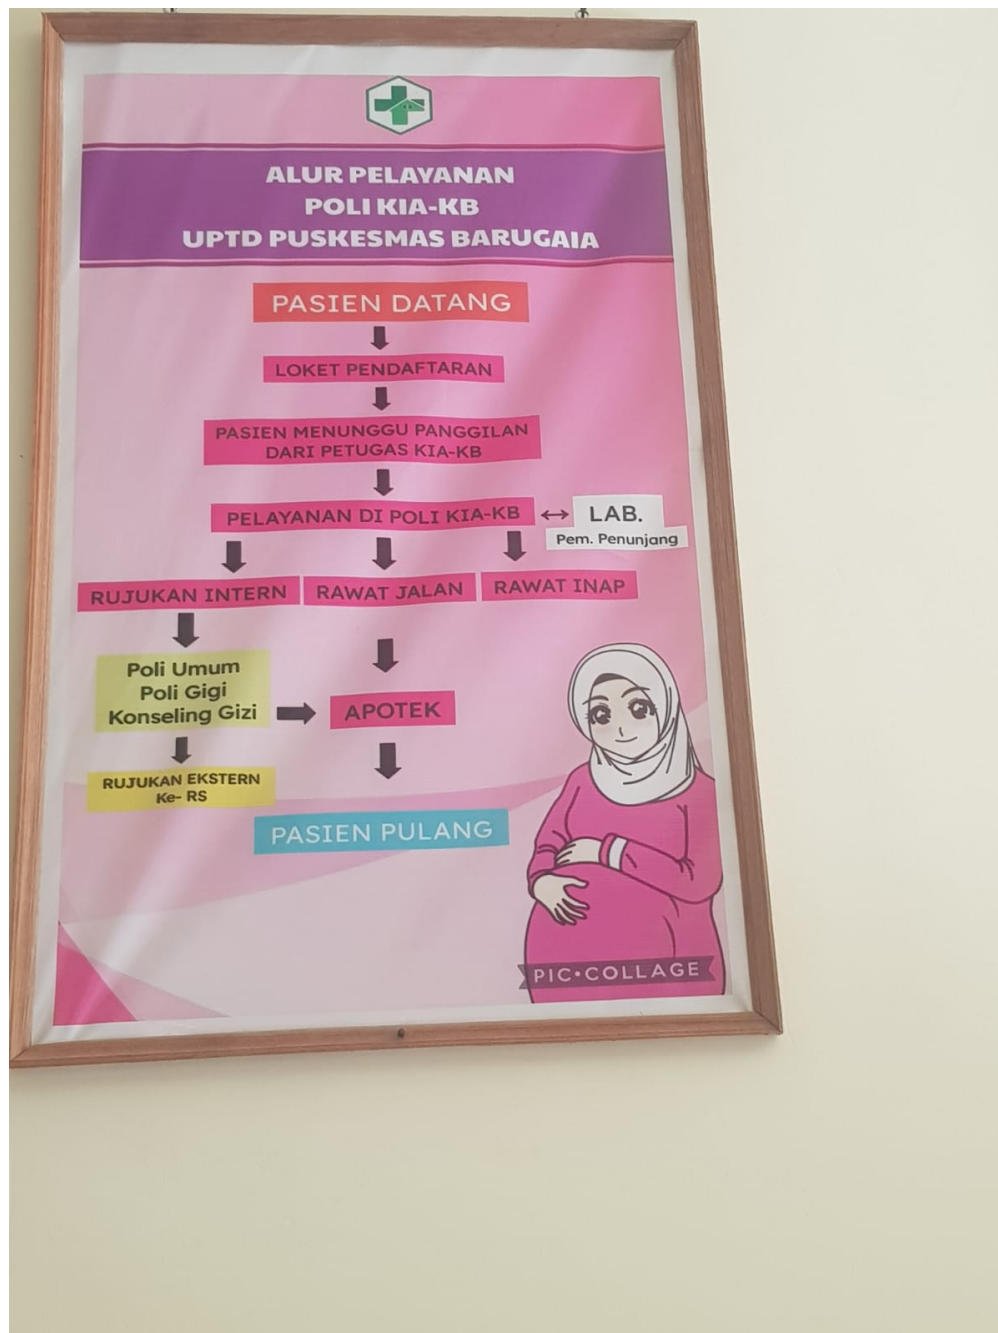 ALUR PELAYANAN
POLI KIA-KB
UPTD PUSKESMAS BARUGAIA
PASIEN DATANG
LOKET PENDAFTARAN
PASIEN MENUNGGU PANGGILAN
DARI PETUGAS KIA-KB
PELAYANAN DI POLI KIA-KB
LAB.
Pem. Penunjang
RUJUKAN INTERN
RAWAT JALAN
RAWAT INAP
Poli Umum
Poli Gigi
Konseling Gizi
APOTEK
RUJUKAN EKSTERN
Ke- RS
PASIEN PULANG
PIC•COLLAGE